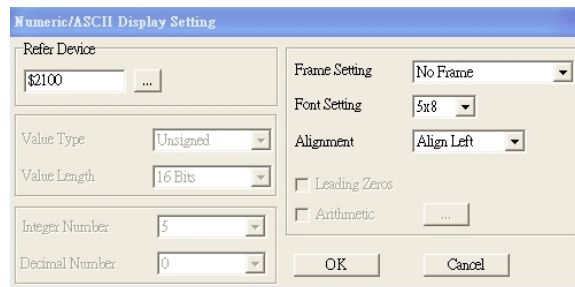 Numeric/ASCII Display Setting
Refer Device
$2100
...
Value Type
Unsigned
Value Length
16 Bits
Integer Number
5
Decimal Number
0
Frame Setting
No Frame
Font Setting
5x8
Alignment
Align Left
Leading Zeros
Arithmetic
...
OK
Cancel